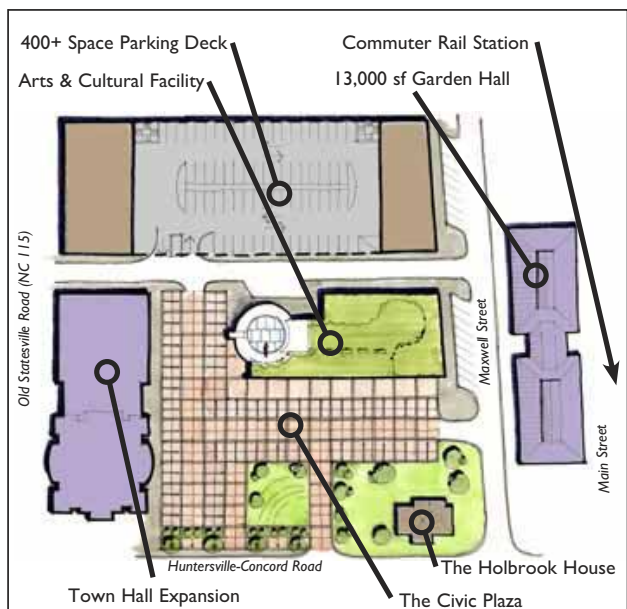 400+ Space Parking Deck
Commuter Rail Station
Arts & Cultural Facility
13,000 sf Garden Hall
Old Statesville Road (NC 115)
Maxwell Street
Main Street
Huntersville-Concord Road
The Holbrook House
Town Hall Expansion
The Civic Plaza